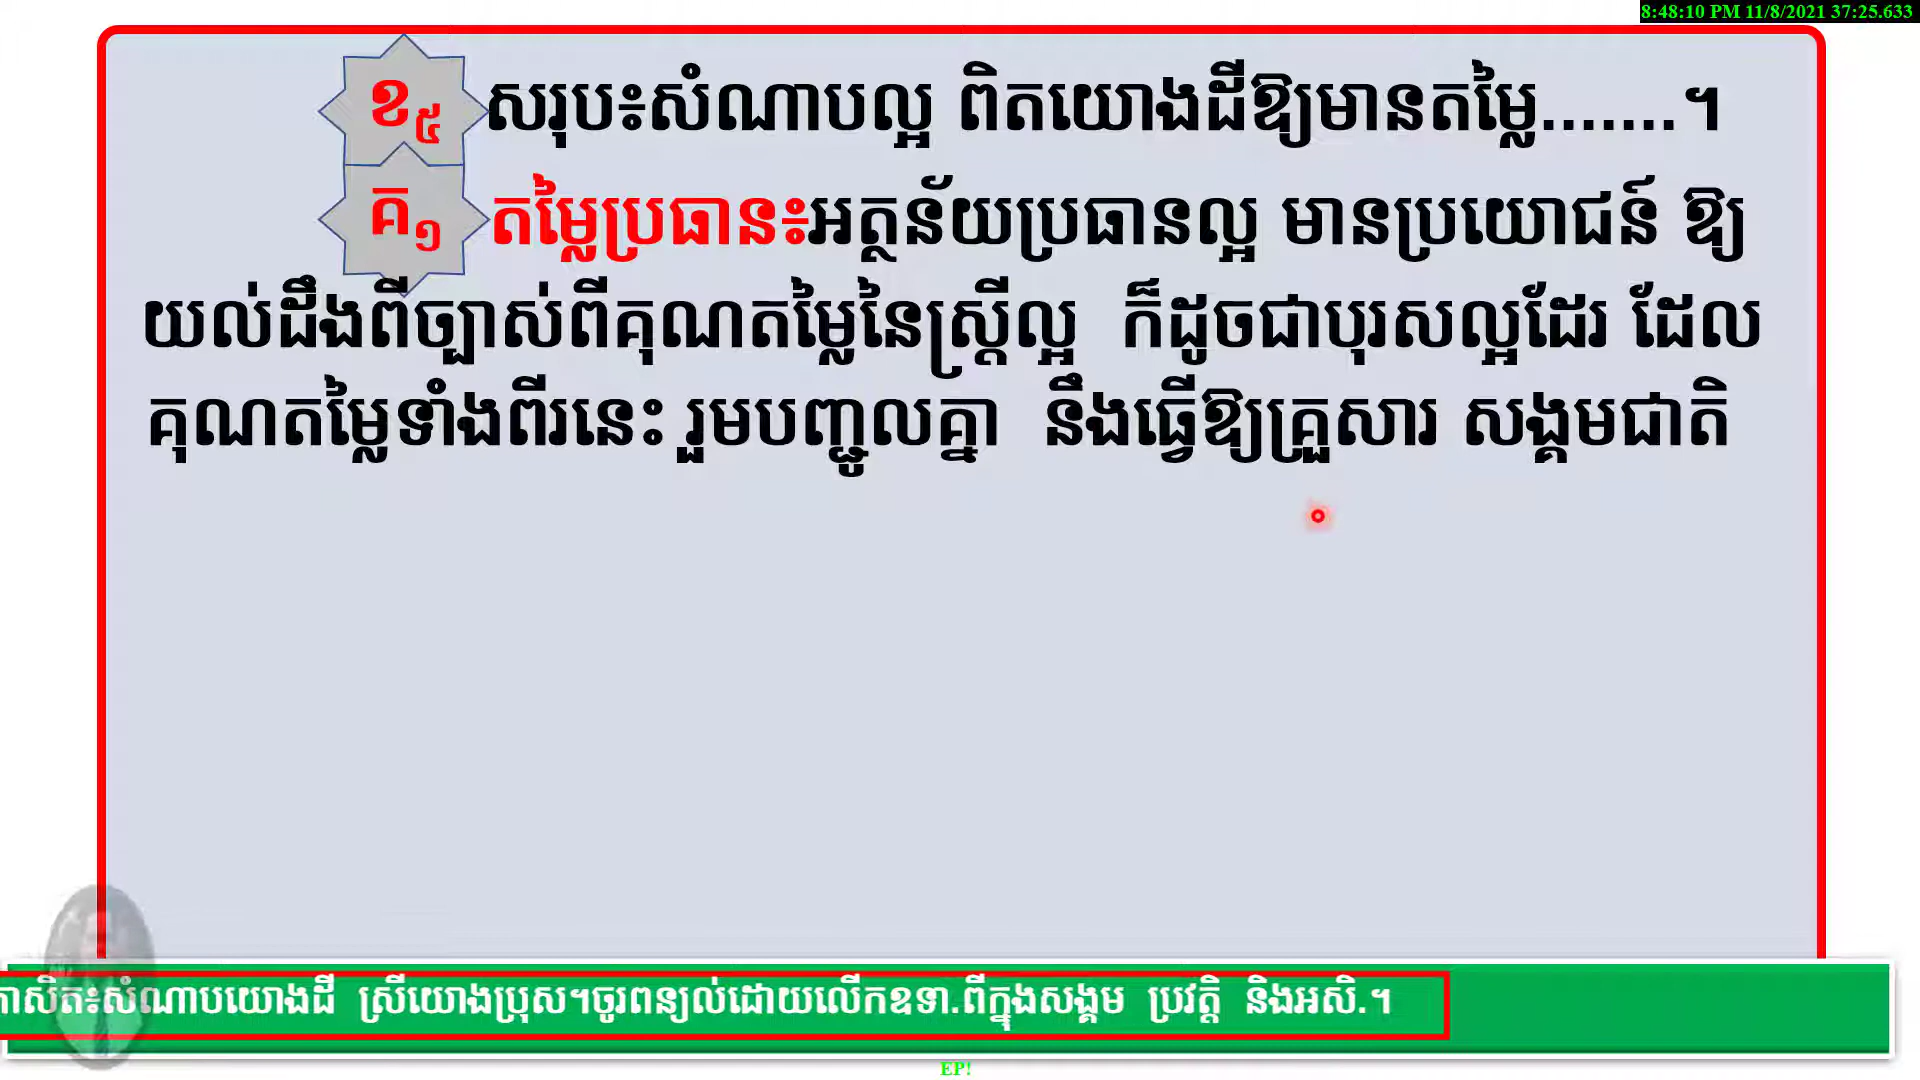 8:48:10 PM 11/8/2021 37:25.633
ខ៥ សរុប៖សំណាបល្អ ពិតយោងដីឱ្យមានតម្លៃ.......។
គ១ តម្លៃប្រធាន៖អត្ថន័យប្រធានល្អ មានប្រយោជន៍ ឱ្យ
យល់ដឹងពីច្បាស់ពីគុណតម្លៃនៃស្ត្រីល្អ ក៏ដូចជាបុរសល្អដែរ ដែល
គុណតម្លៃទាំងពីរនេះ រួមបញ្ជូលគ្នា នឹងធ្វើឱ្យគ្រួសារ សង្គមជាតិ
ភាសិត៖សំណាបយោងដី ស្រីយោងប្រុស។ចូរពន្យល់ដោយលើកឧទា.ពីក្នុងសង្គម ប្រវត្តិ និងអសិ.។
EP!